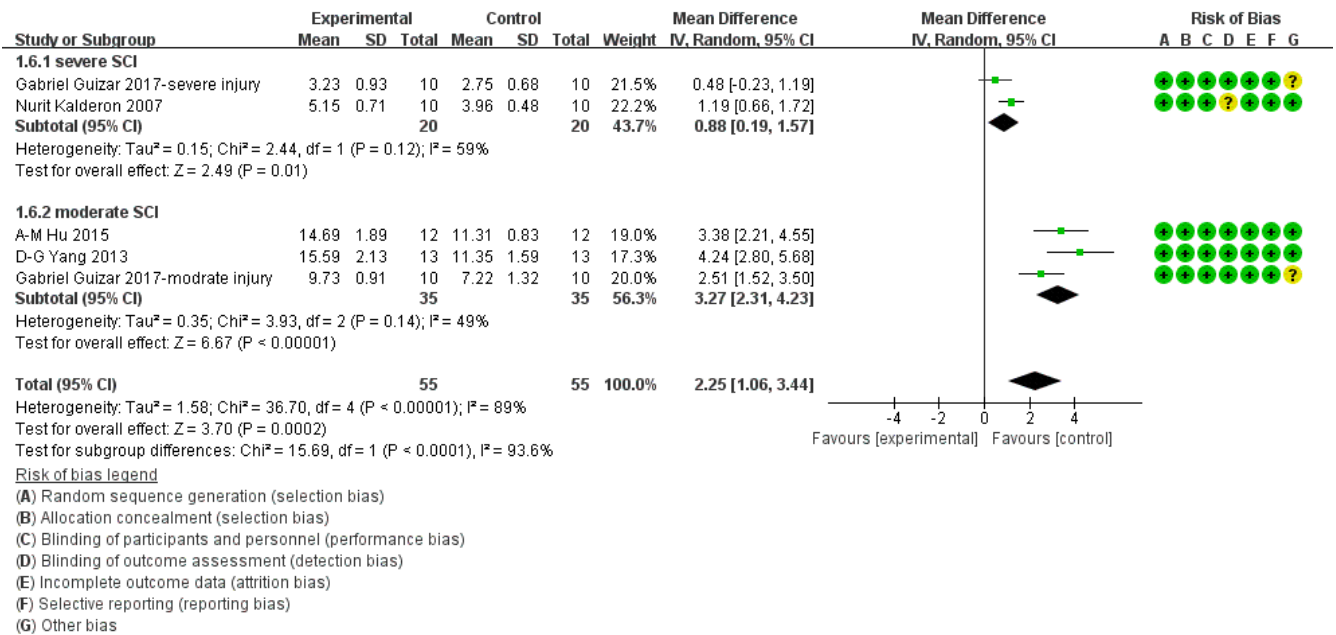 Experimental Control Mean Difference Mean Difference Risk of Bias
Study or Subgroup Mean SD Total Mean SD Total Weight IV, Random, 95% CI IV, Random, 95% CI A B C D E F G
1.6.1 severe SCI
Gabriel Guizar 2017-severe injury 3.23 0.93 10 2.75 0.68 10 21.5% 0.48 [-0.23, 1.19] + + + + + + ?
Nurit Kalderon 2007 5.15 0.71 10 3.96 0.48 10 22.2% 1.19 [0.66, 1.72] + + + ? + + +
Subtotal (95% CI) 20 20 43.7% 0.88 [0.19, 1.57]
Heterogeneity: Tau² = 0.15; Chi² = 2.44, df = 1 (P = 0.12); I² = 59%
Test for overall effect: Z = 2.49 (P = 0.01)
1.6.2 moderate SCI
A-M Hu 2015 14.69 1.89 12 11.31 0.83 12 19.0% 3.38 [2.21, 4.55] + + + + + + +
D-G Yang 2013 15.59 2.13 13 11.35 1.59 13 17.3% 4.24 [2.80, 5.68] + + + + + + +
Gabriel Guizar 2017-modrate injury 9.73 0.91 10 7.22 1.32 10 20.0% 2.51 [1.52, 3.50] + + + + + + ?
Subtotal (95% CI) 35 35 56.3% 3.27 [2.31, 4.23]
Heterogeneity: Tau² = 0.35; Chi² = 3.93, df = 2 (P = 0.14); I² = 49%
Test for overall effect: Z = 6.67 (P < 0.00001)
Total (95% CI) 55 55 100.0% 2.25 [1.06, 3.44]
Heterogeneity: Tau² = 1.58; Chi² = 36.70, df = 4 (P < 0.00001); I² = 89%
Test for overall effect: Z = 3.70 (P = 0.0002)
Test for subgroup differences: Chi² = 15.69, df = 1 (P < 0.0001), I² = 93.6%
-4 -2 0 2 4
Favours [experimental] Favours [control]
Risk of bias legend
(A) Random sequence generation (selection bias)
(B) Allocation concealment (selection bias)
(C) Blinding of participants and personnel (performance bias)
(D) Blinding of outcome assessment (detection bias)
(E) Incomplete outcome data (attrition bias)
(F) Selective reporting (reporting bias)
(G) Other bias